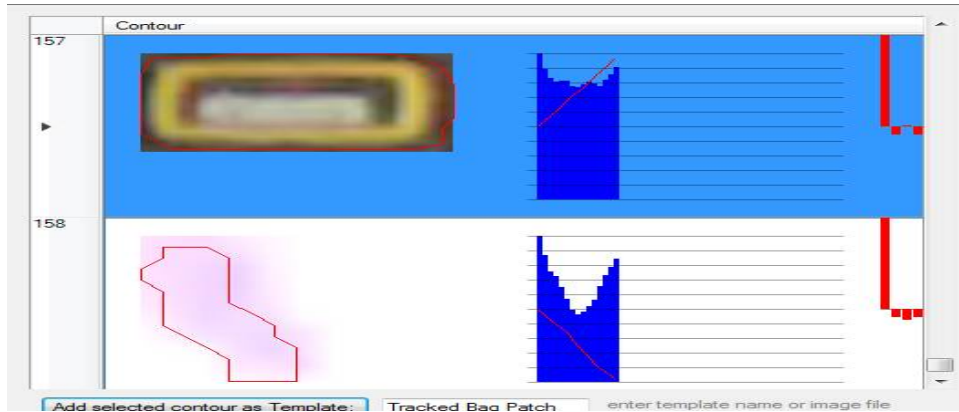 Contour
157
158
Add selected contour as Template:
Tracked Bag Patch
enter template name or image file